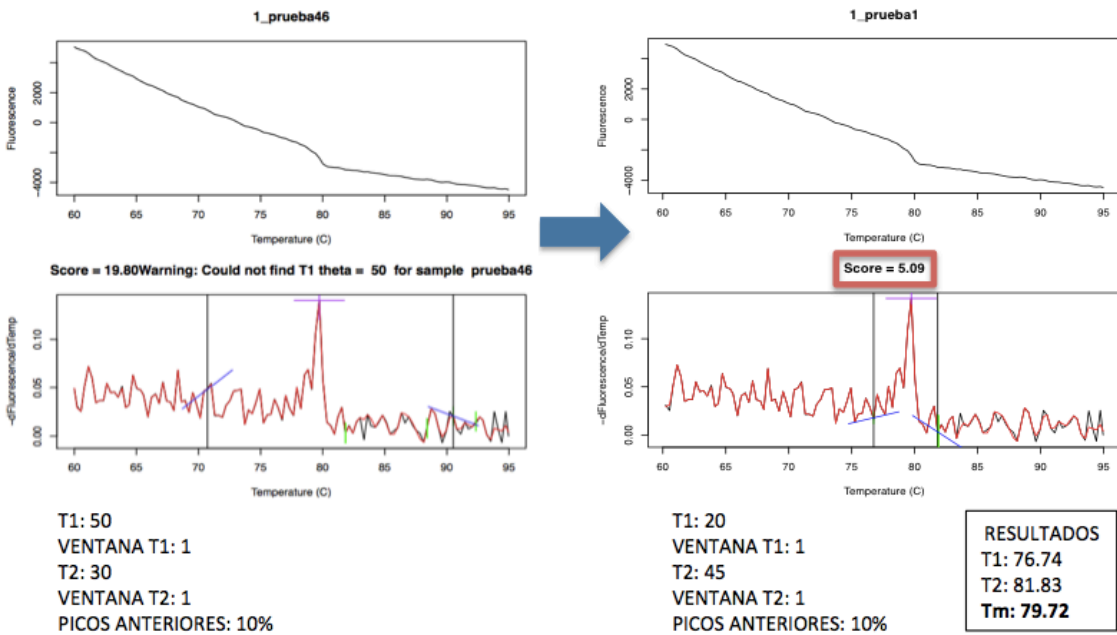 1_prueba46
Fluorescence
2000
0
−4000
60 65 70 75 80 85 90 95
Temperature (C)
Score = 19.80Warning: Could not find T1 theta = 50 for sample prueba46
−dFluorescence/dTemp
0.10
0.05
0.00
60 65 70 75 80 85 90 95
Temperature (C)
T1: 50
VENTANA T1: 1
T2: 30
VENTANA T2: 1
PICOS ANTERIORES: 10%
1_prueba1
Fluorescence
2000
0
−4000
60 65 70 75 80 85 90 95
Temperature (C)
Score = 5.09
−dFluorescence/dTemp
0.10
0.05
0.00
60 65 70 75 80 85 90 95
Temperature (C)
T1: 20
VENTANA T1: 1
T2: 45
VENTANA T2: 1
PICOS ANTERIORES: 10%
RESULTADOS
T1: 76.74
T2: 81.83
Tm: 79.72